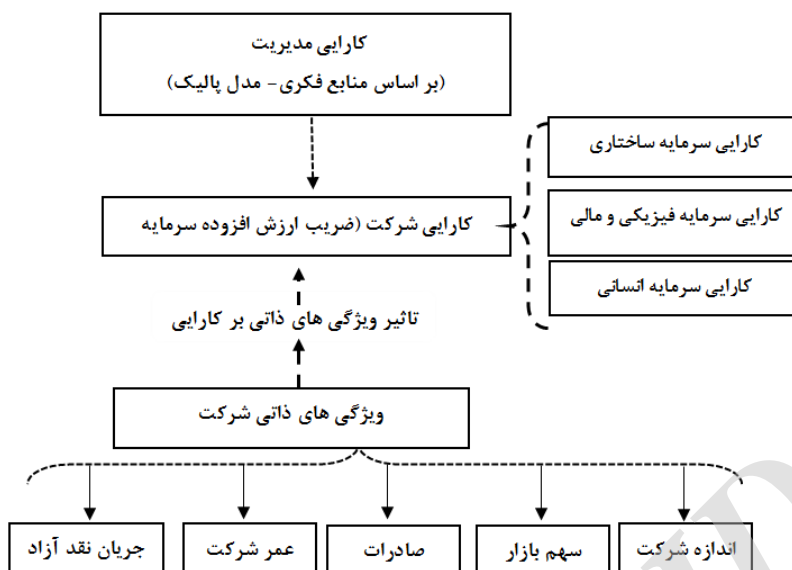 کارایی مدیریت
(بر اساس منابع فکری- مدل پالیک)
کارایی سرمایه ساختاری
کارایی سرمایه فیزیکی و مالی
کارایی سرمایه انسانی
کارایی شرکت (ضریب ارزش افزوده سرمایه
تاثیر ویژگی های ذاتی بر کارایی
ویژگی های ذاتی شرکت
اندازه شرکت
سهم بازار
صادرات
عمر شرکت
جریان نقد آزاد